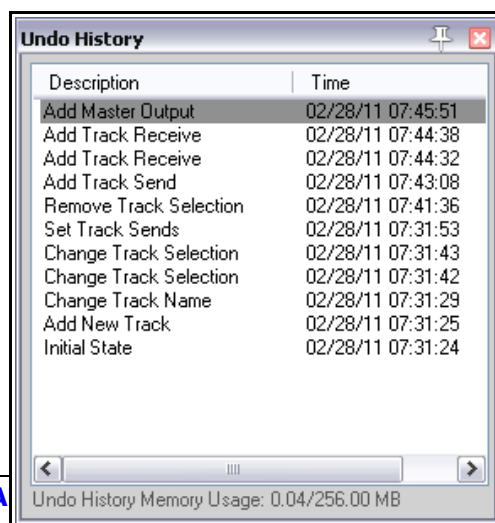 Undo History
Description Time
Add Master Output 02/28/11 07:45:51
Add Track Receive 02/28/11 07:44:38
Add Track Receive 02/28/11 07:44:32
Add Track Send 02/28/11 07:43:08
Remove Track Selection 02/28/11 07:41:36
Set Track Sends 02/28/11 07:31:53
Change Track Selection 02/28/11 07:31:43
Change Track Selection 02/28/11 07:31:42
Change Track Name 02/28/11 07:31:29
Add New Track 02/28/11 07:31:25
Initial State 02/28/11 07:31:24
A
Undo History Memory Usage: 0.04/256.00 MB